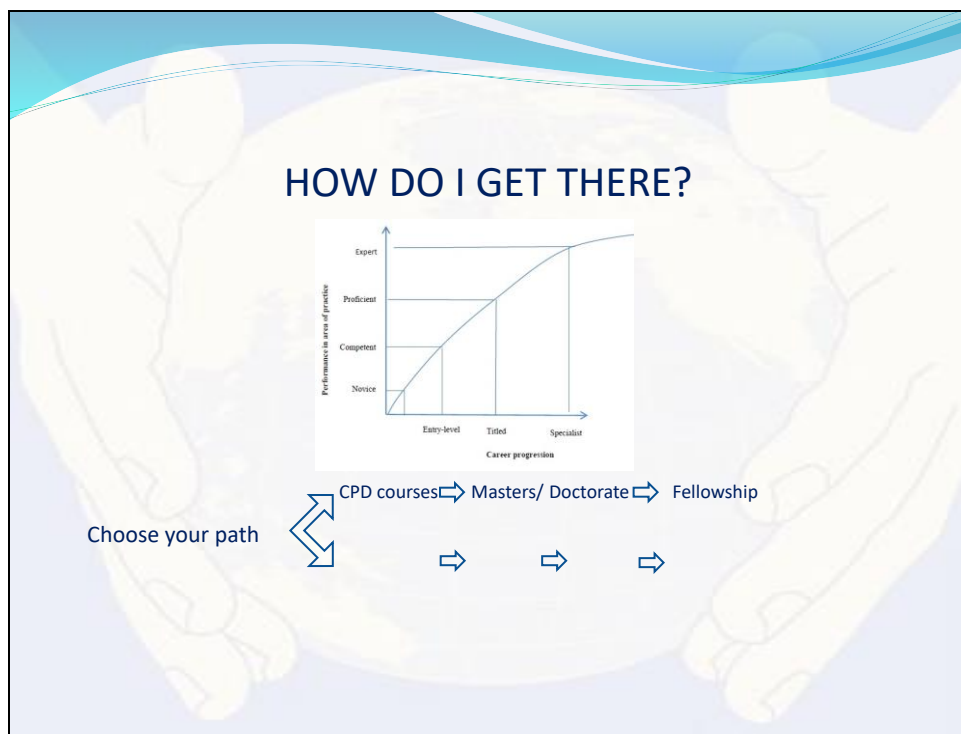 HOW DO I GET THERE?
Expert
Proficient
Competent
Novice
Performance in area of practice
Entry-level Titled Specialist
Career progression
CPD courses Masters/ Doctorate Fellowship
Choose your path